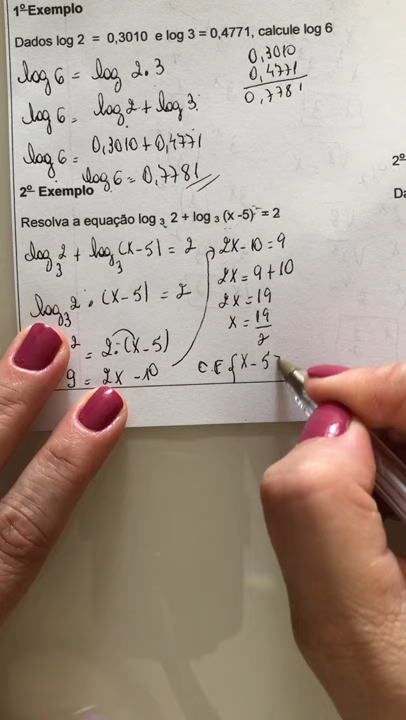 1º Exemplo
Dados log 2 = 0,3010 e log 3 = 0,4771, calcule log 6
log 6 = log 2.3
log 6 = log 2 + log 3
log 6 = 0,3010 + 0,4771
log 6 = 0,7781
0,3010
0,4771
0,7781
2º Exemplo
Resolva a equação log ₃ 2 + log ₃ (x -5) = 2
log₃ 2 + log₃ (x-5) = 2
log₃ 2 . (x-5) = 2
² = 2.(x-5)
9 = 2x - 10
2x - 10 = 9
2x = 9 + 10
2x = 19
x = 19/2
C.E {x - 5
2º
Da